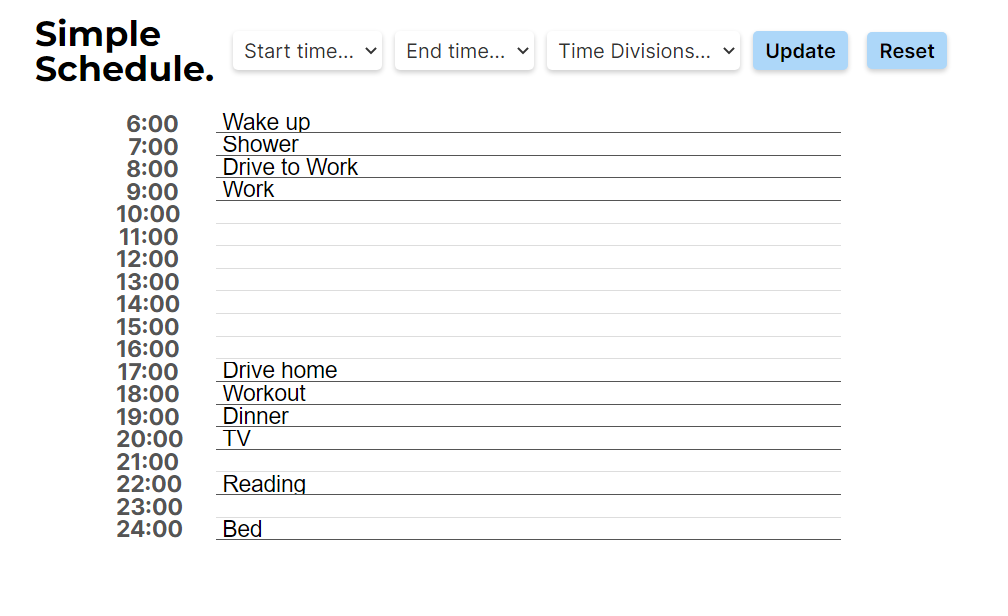 Simple
Schedule.
Start time... End time... Time Divisions... Update Reset
6:00 Wake up
7:00 Shower
8:00 Drive to Work
9:00 Work
10:00
11:00
12:00
13:00
14:00
15:00
16:00
17:00 Drive home
18:00 Workout
19:00 Dinner
20:00 TV
21:00
22:00 Reading
23:00
24:00 Bed